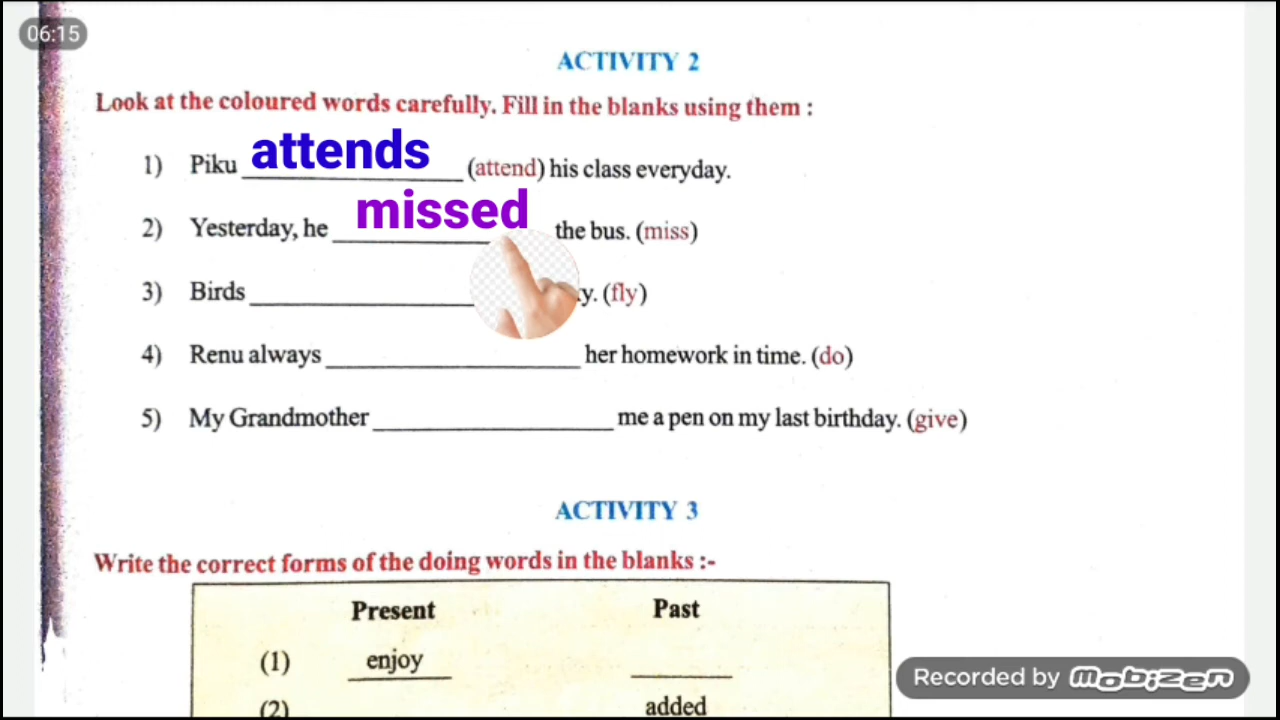 06:15
ACTIVITY 2
Look at the coloured words carefully. Fill in the blanks using them :
1) Piku attends (attend) his class everyday.
2) Yesterday, he missed the bus. (miss)
3) Birds y. (fly)
4) Renu always ____________ her homework in time. (do)
5) My Grandmother ____________ me a pen on my last birthday. (give)
ACTIVITY 3
Write the correct forms of the doing words in the blanks :-
Present Past
(1) enjoy ______
(2) added
Recorded by mobizen